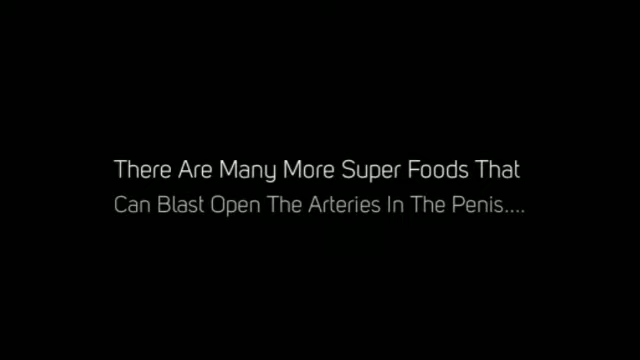 There Are Many More Super Foods That
Can Blast Open The Arteries In The Penis....